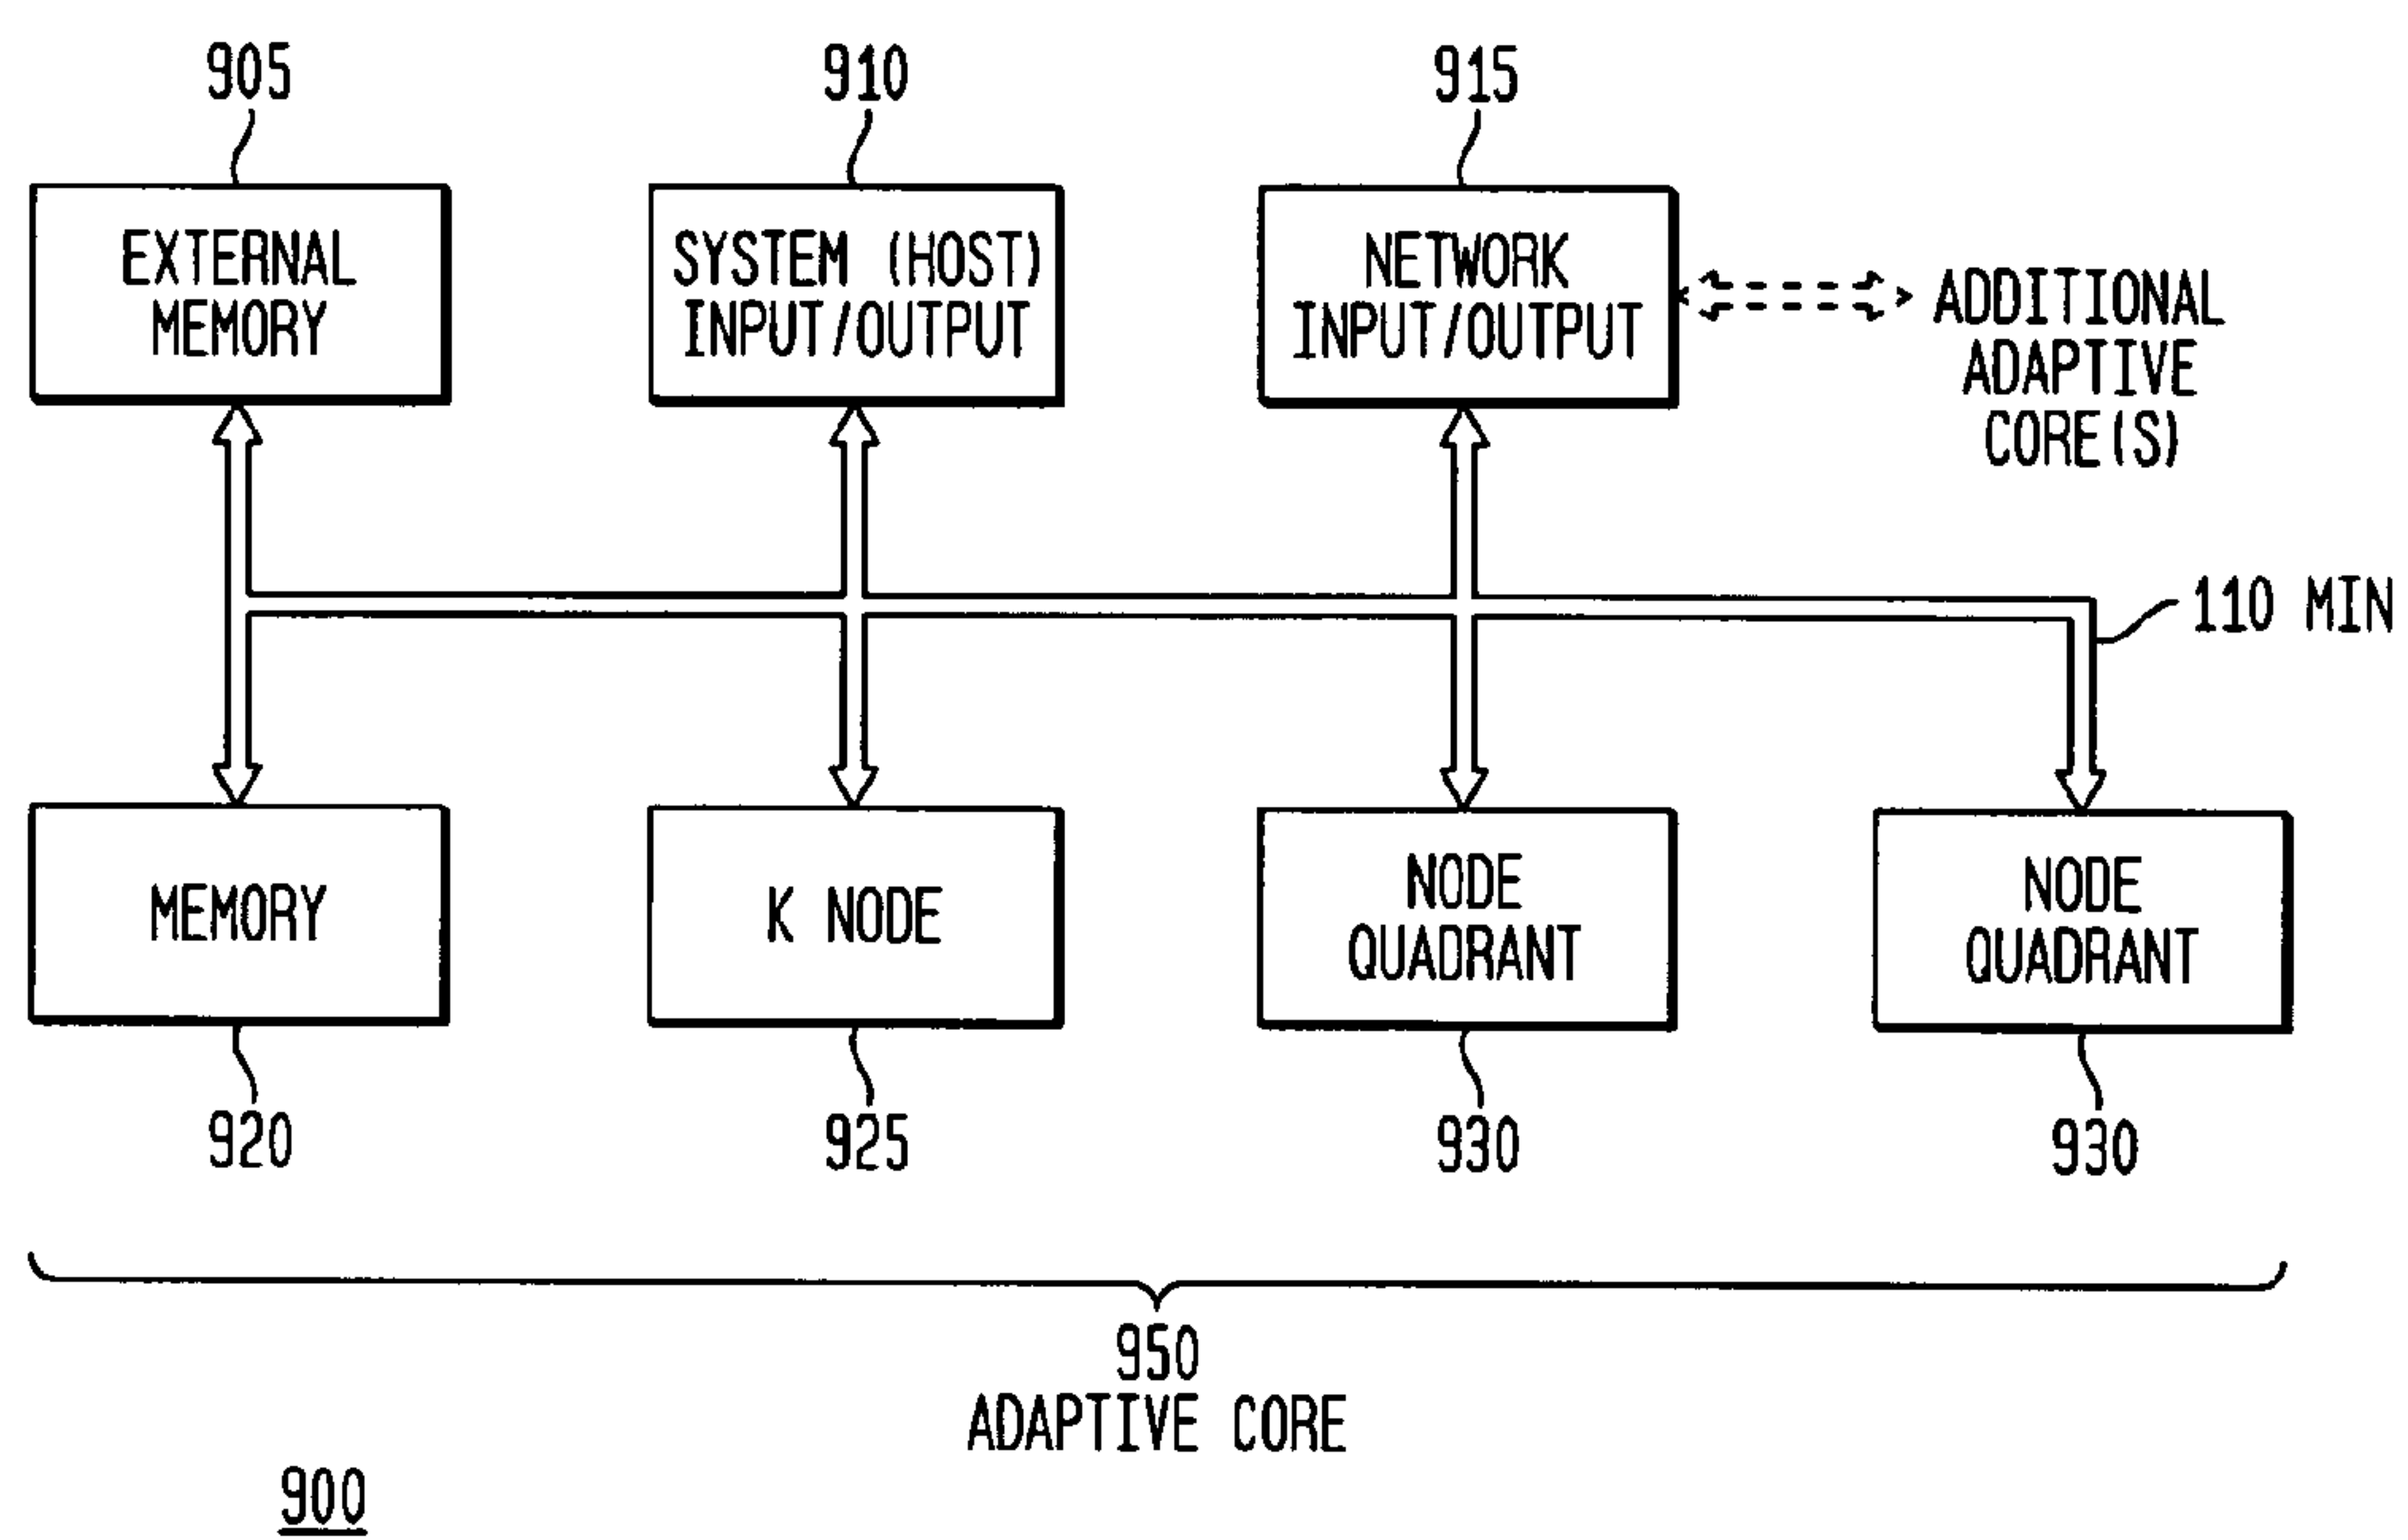 905
910
915
EXTERNAL
MEMORY
SYSTEM (HOST)
INPUT/OUTPUT
NETWORK
INPUT/OUTPUT
ADDITIONAL
ADAPTIVE
CORE(S)
110 MIN
MEMORY
K NODE
NODE
QUADRANT
NODE
QUADRANT
920
925
930
930
950
ADAPTIVE CORE
900